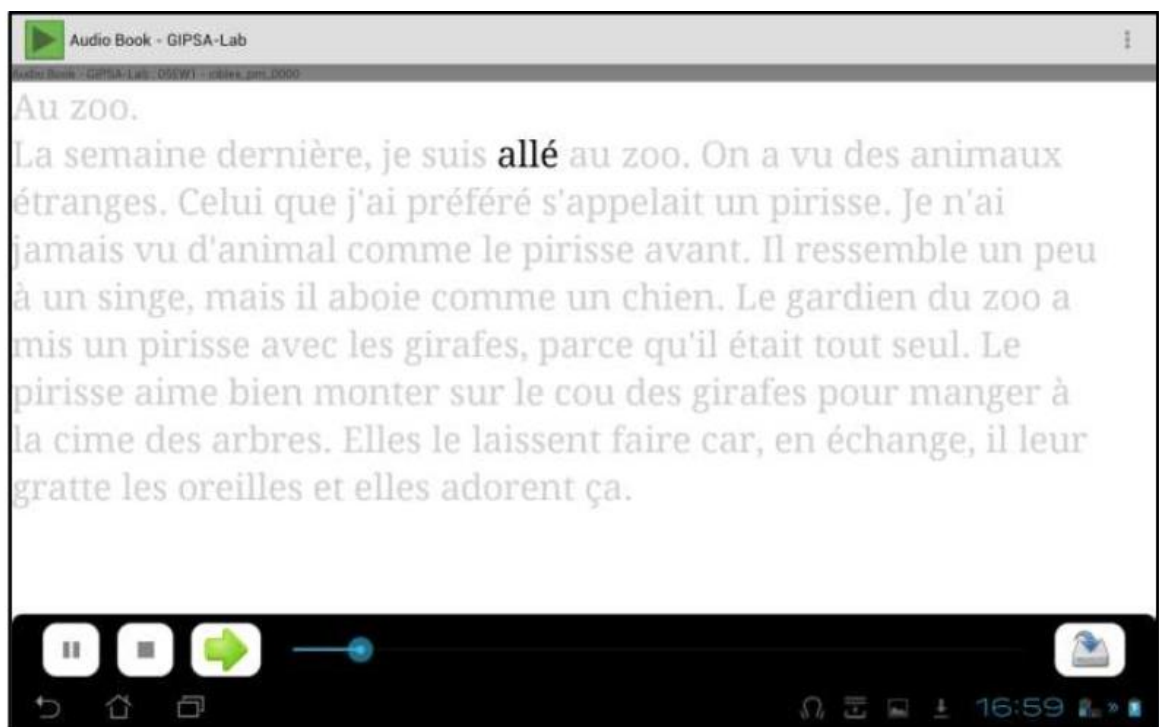 Audio Book - GIPSA-Lab
Audio Book - GIPSA-Lab:
Au zoo.
La semaine dernière, je suis allé au zoo. On a vu des animaux
étranges. Celui que j'ai préféré s'appelait un pirisse. Je n'ai
jamais vu d'animal comme le pirisse avant. Il ressemble un peu
à un singe, mais il aboie comme un chien. Le gardien du zoo a
mis un pirisse avec les girafes, parce qu'il était tout seul. Le
pirisse aime bien monter sur le cou des girafes pour manger à
la cime des arbres. Elles le laissent faire car, en échange, il leur
gratte les oreilles et elles adorent ça.
16:59